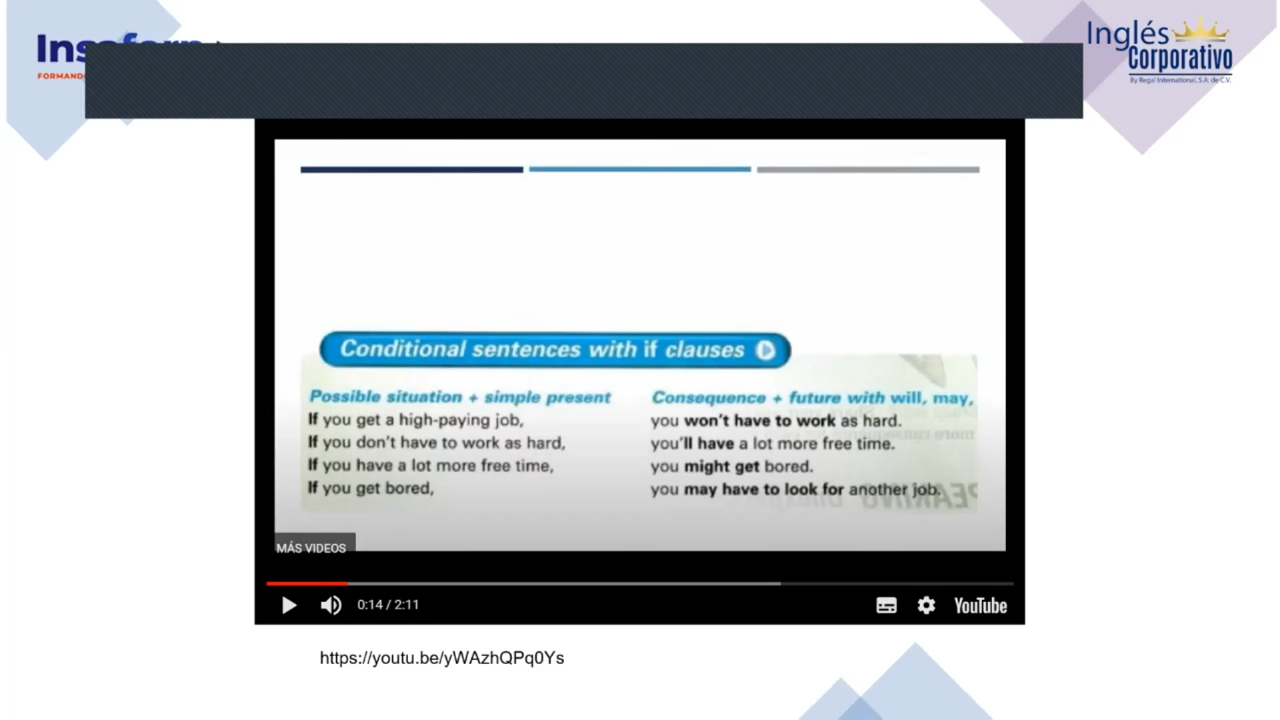 Inglés
Corporativo
By Regal International, S.A. de C.V.
Conditional sentences with if clauses
Possible situation + simple present
If you get a high-paying job,
If you don't have to work as hard,
If you have a lot more free time,
If you get bored,
Consequence + future with will, may,
you won't have to work as hard.
you'll have a lot more free time.
you might get bored.
you may have to look for another job.
MÁS VIDEOS
0:14 / 2:11
YouTube
https://youtu.be/yWAzhQPq0Ys